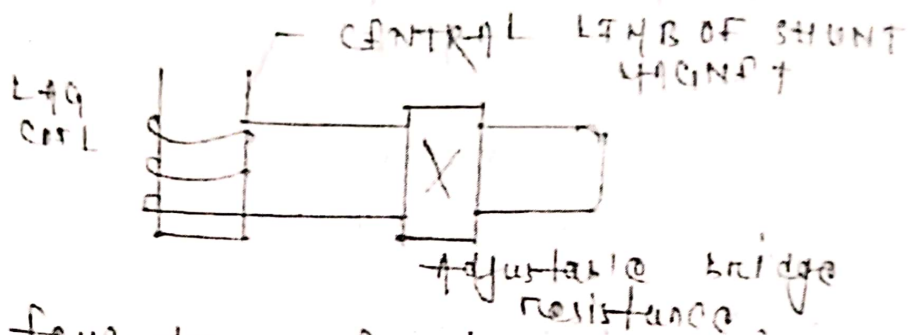 CENTRAL LIMB OF SHUNT
MAGNET
LAG
COIL
X
Adjustable bridge
resistance